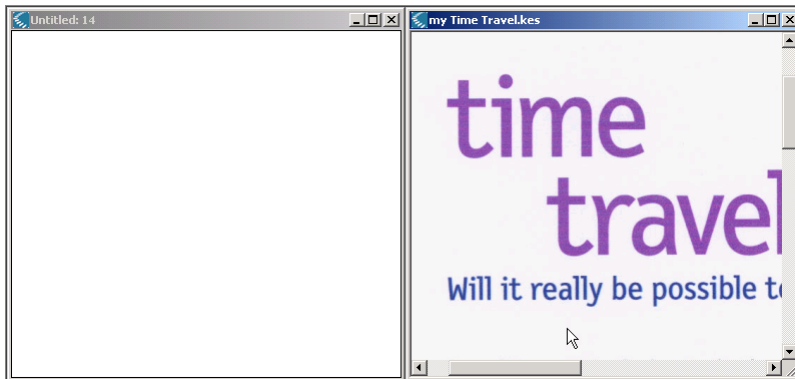 Untitled: 14
my Time Travel.kes
time
travel
Will it really be possible